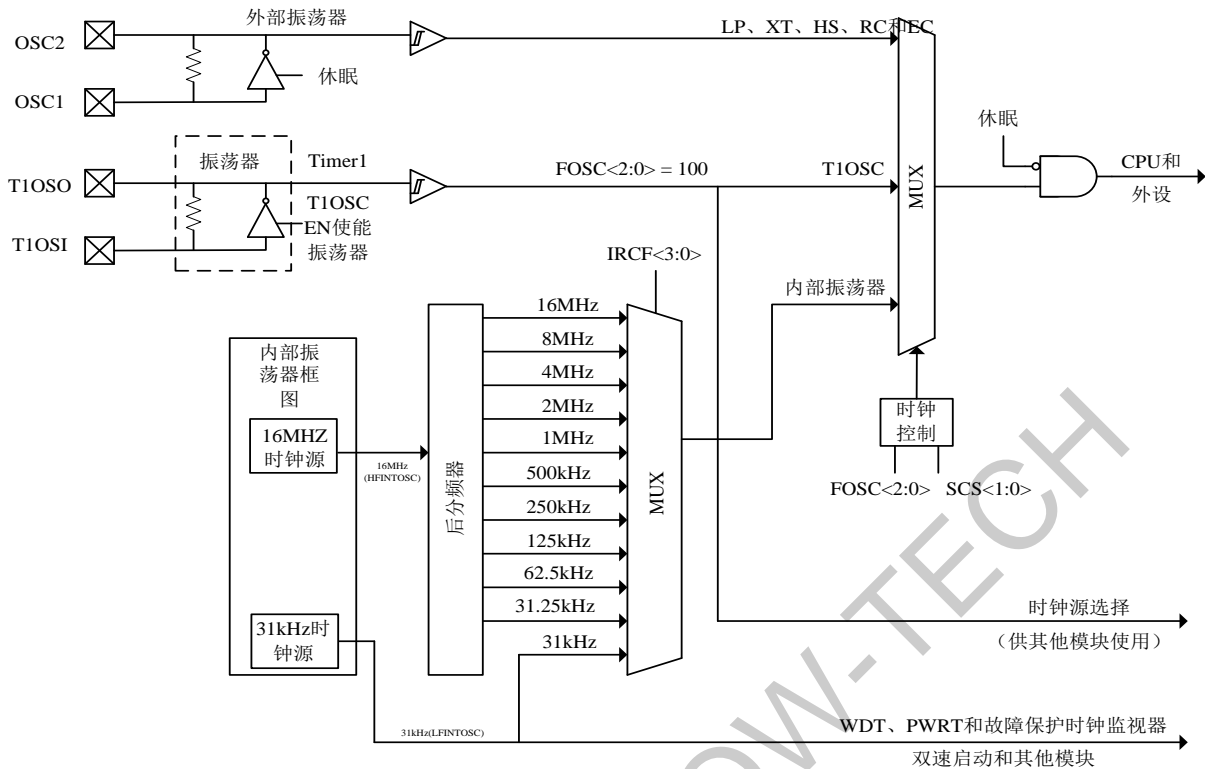 外部振荡器
LP、XT、HS、RC和EC
OSC2
休眠
OSC1
休眠
振荡器
Timer1
FOSC<2:0> = 100
T1OSC
CPU和
外设
T1OSO
T1OSC
EN使能
振荡器
T1OSI
MUX
IRCF<3:0>
内部振荡器
16MHz
8MHz
4MHz
2MHz
1MHz
500kHz
250kHz
125kHz
62.5kHz
31.25kHz
31kHz
内部振
荡器框
图
16MHZ
时钟源
16MHz
(HFINTOSC)
后分频器
MUX
时钟
控制
FOSC<2:0>
SCS<1:0>
31kHz时
钟源
时钟源选择
（供其他模块使用）
31kHz(LFINTOSC)
WDT、PWRT和故障保护时钟监视器
双速启动和其他模块
OW-TECH